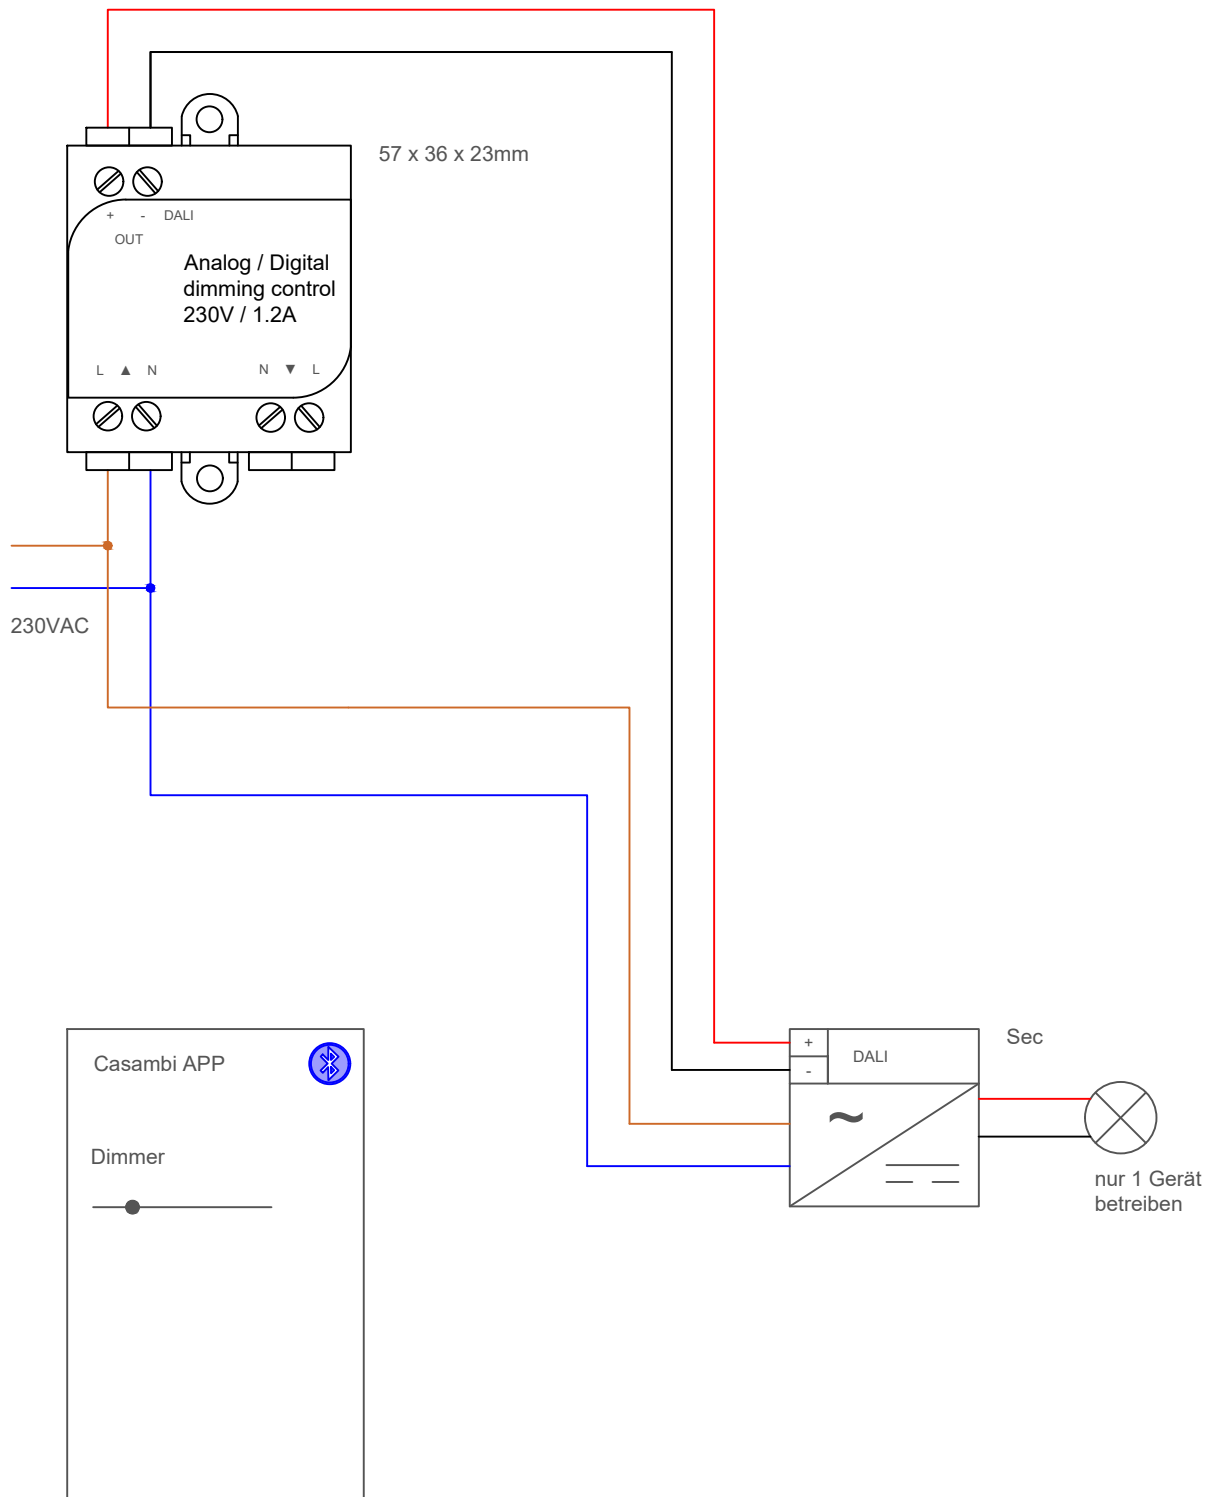 57 x 36 x 23mm
+ - DALI
OUT
Analog / Digital
dimming control
230V / 1.2A
L ▲ N
N ▼ L
230VAC
Casambi APP
Dimmer
Sec
+
DALI
-
~
nur 1 Gerät
betreiben